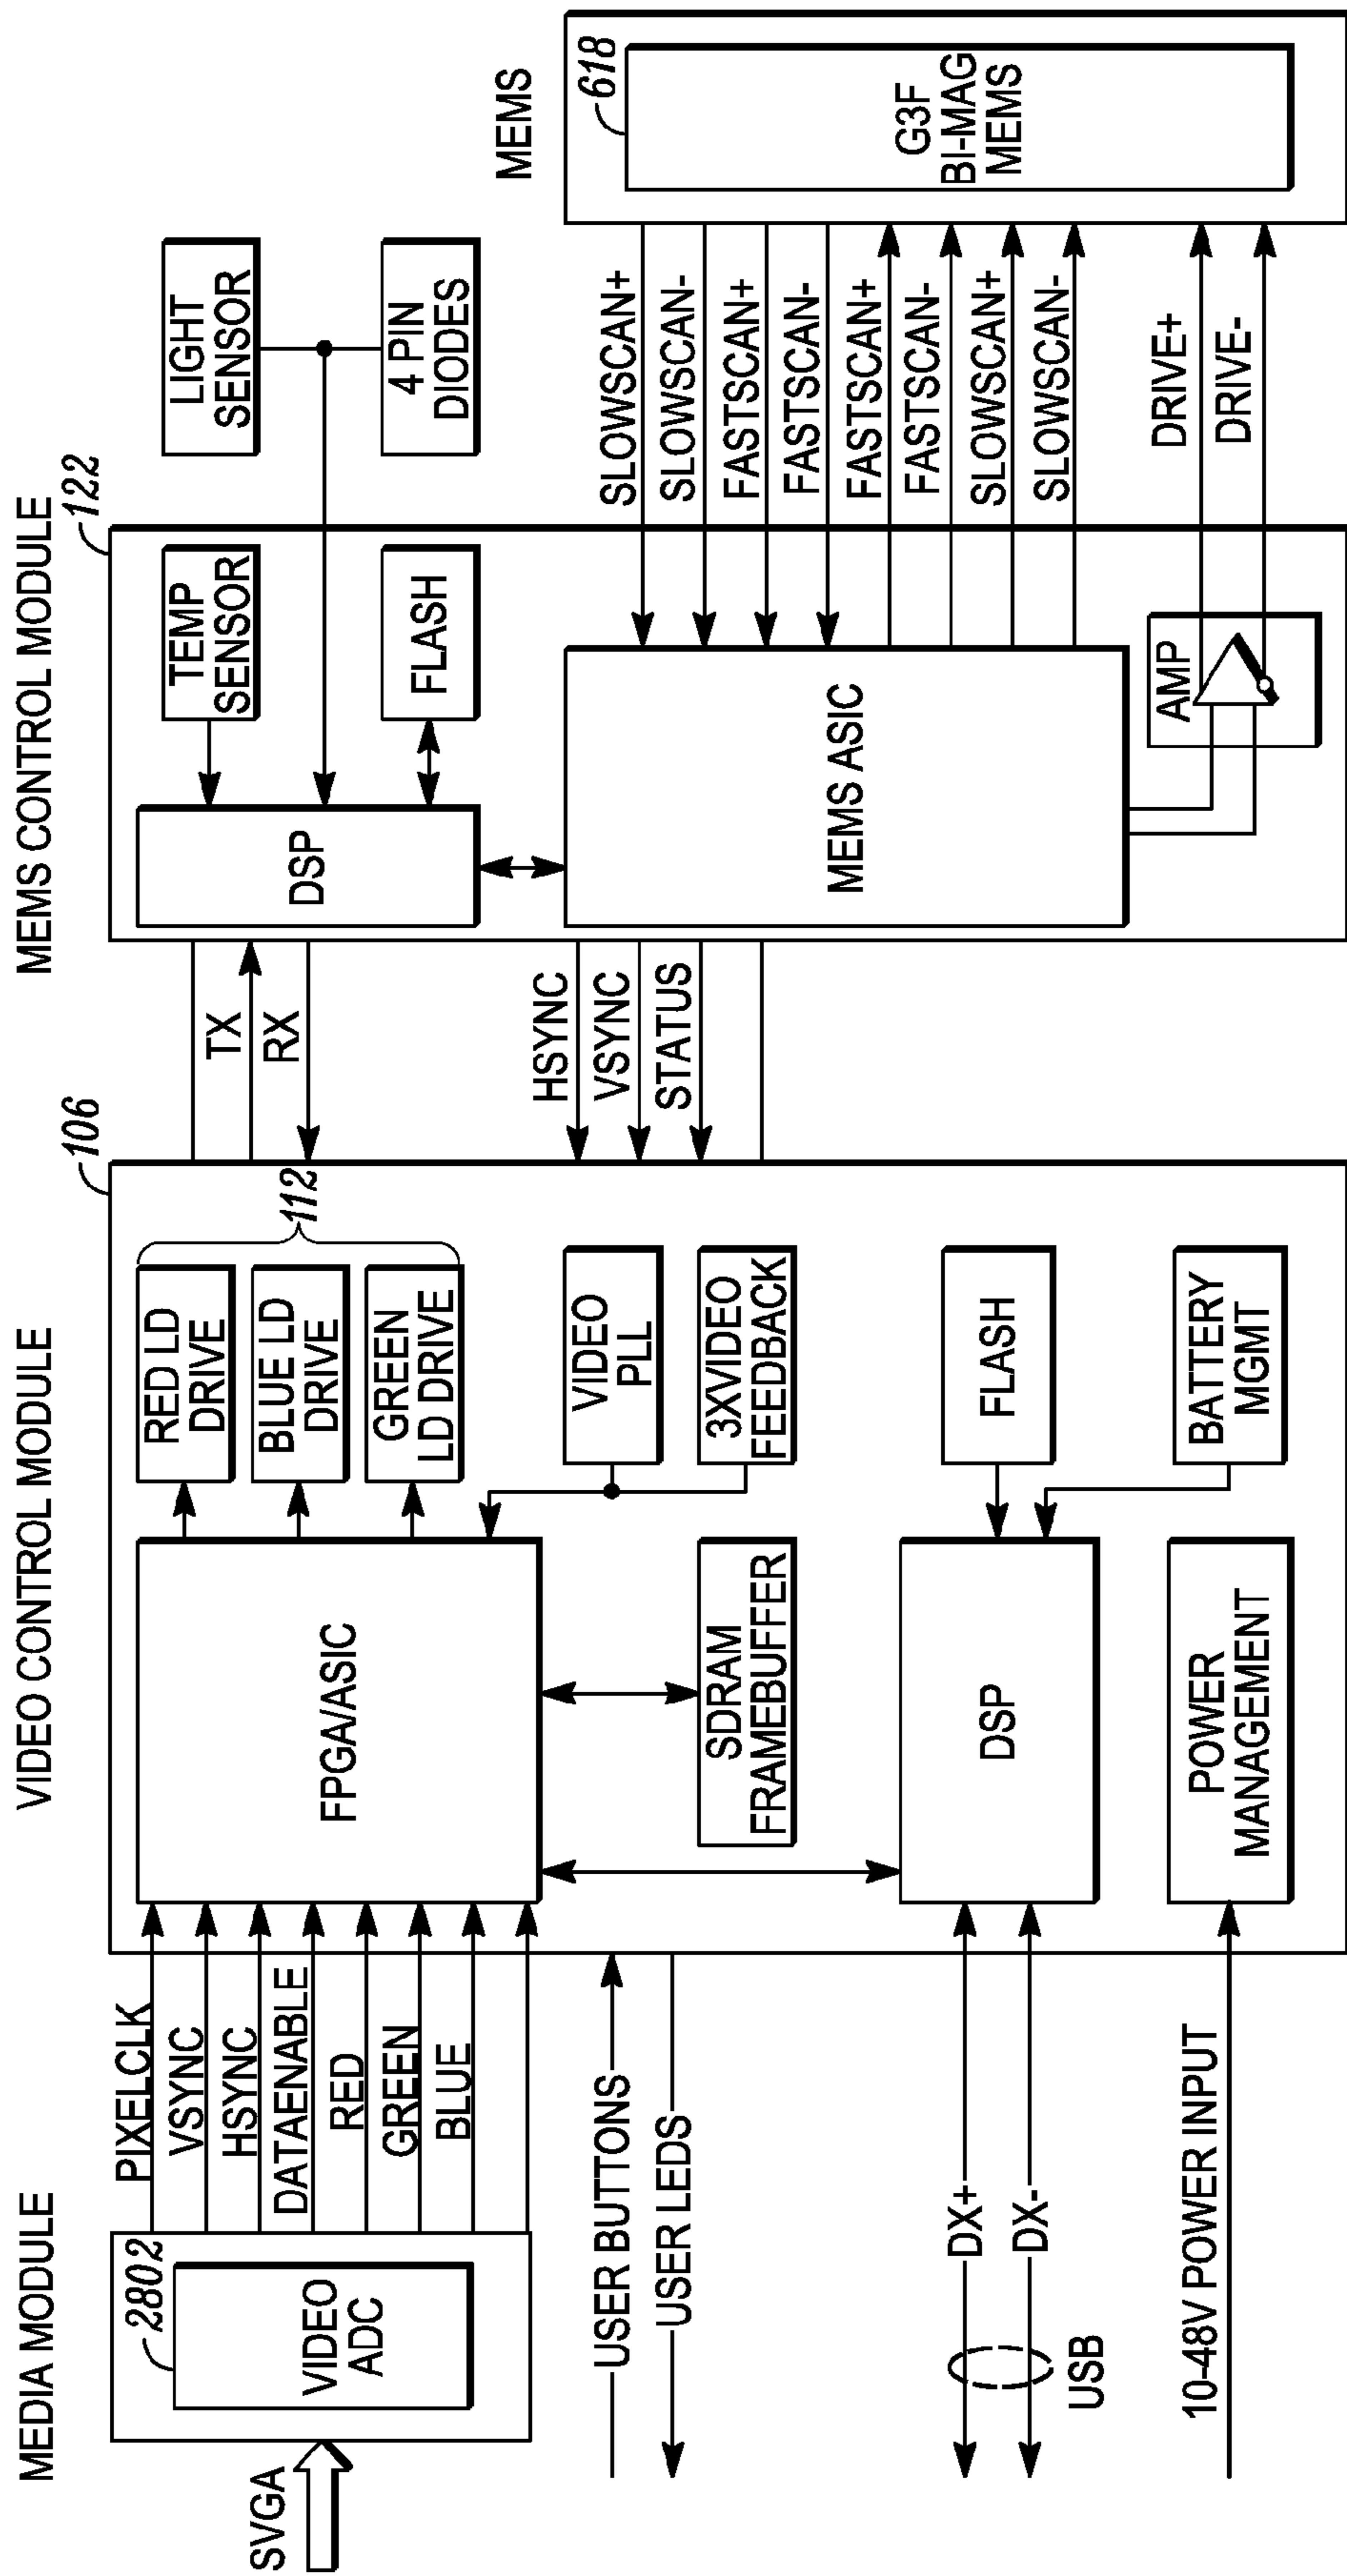 MEDIA MODULE
SVGA
2802
VIDEO
ADC
PIXELCLK
VSYNC
HSYNC
DATAENABLE
RED
GREEN
BLUE
USER BUTTONS
USER LEDS
DX+
DX-
USB
10-48V POWER INPUT
VIDEO CONTROL MODULE
106
FPGA/ASIC
RED LD
DRIVE
BLUE LD
DRIVE
GREEN
LD DRIVE
112
VIDEO
PLL
3XVIDEO
FEEDBACK
SDRAM
FRAMEBUFFER
DSP
FLASH
BATTERY
MGMT
POWER
MANAGEMENT
TX
RX
HSYNC
VSYNC
STATUS
MEMS CONTROL MODULE
122
DSP
TEMP
SENSOR
FLASH
MEMS ASIC
AMP
LIGHT
SENSOR
4 PIN
DIODES
SLOWSCAN+
SLOWSCAN-
FASTSCAN+
FASTSCAN-
FASTSCAN+
FASTSCAN-
SLOWSCAN+
SLOWSCAN-
DRIVE+
DRIVE-
MEMS
618
G3F
BI-MAG
MEMS